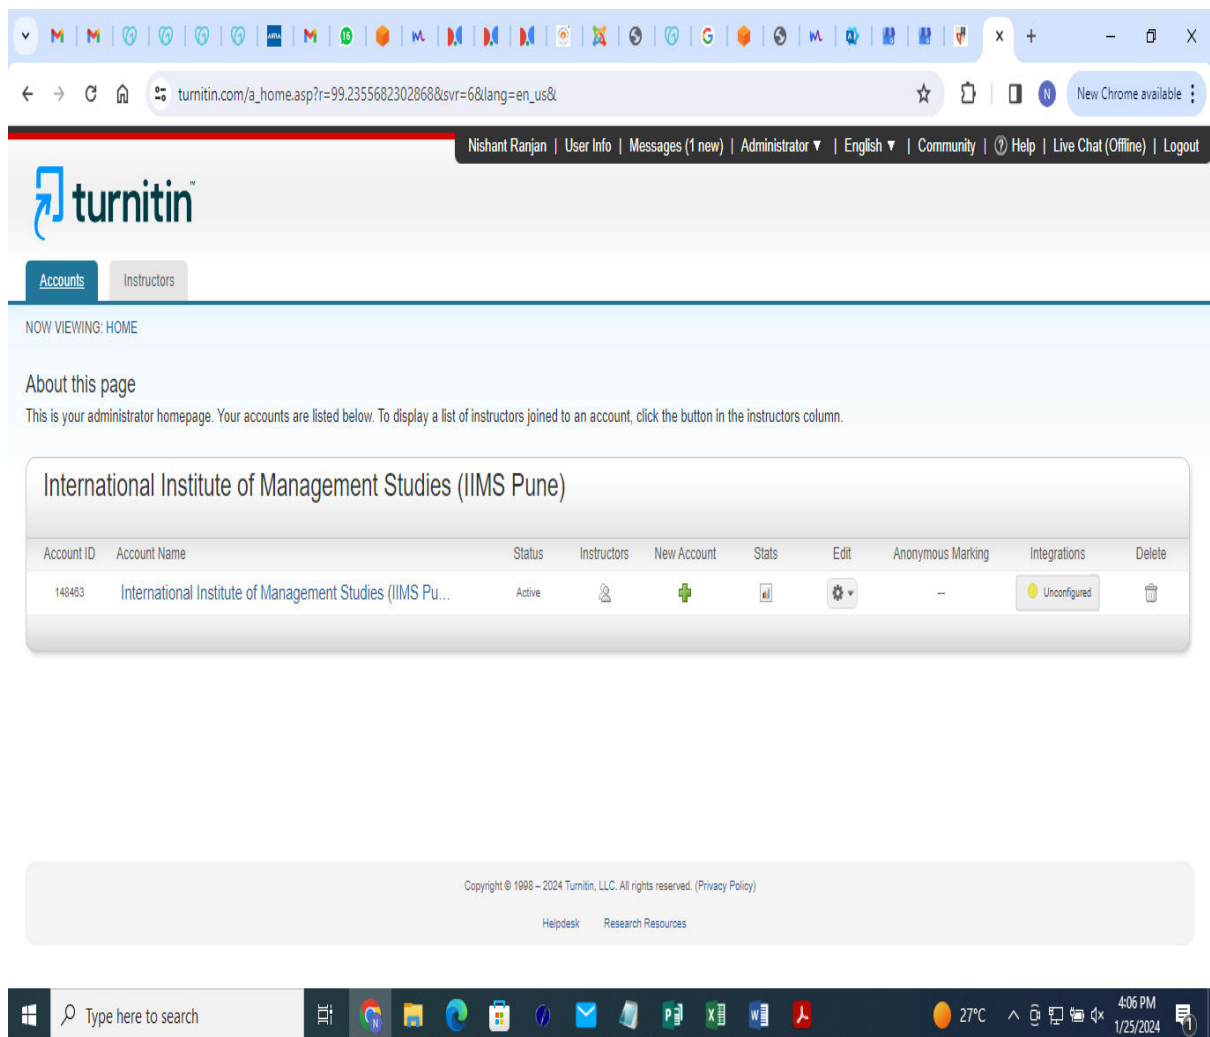 16
turnitin.com/a_home.asp?r=99.2355682302868&svr=6&lang=en_us&
N
New Chrome available
Nishant Ranjan | User Info | Messages (1 new) | Administrator ▼ | English ▼ | Community | ? Help | Live Chat (Offline) | Logout
turnitin
Accounts Instructors
NOW VIEWING: HOME
About this page
This is your administrator homepage. Your accounts are listed below. To display a list of instructors joined to an account, click the button in the instructors column.
International Institute of Management Studies (IIMS Pune)
Account ID Account Name Status Instructors New Account Stats Edit Anonymous Marking Integrations Delete
148463 International Institute of Management Studies (IIMS Pu... Active -- Unconfigured
Copyright © 1998 – 2024 Turnitin, LLC. All rights reserved. (Privacy Policy)
Helpdesk Research Resources
Type here to search
27°C
4:06 PM
1/25/2024
1